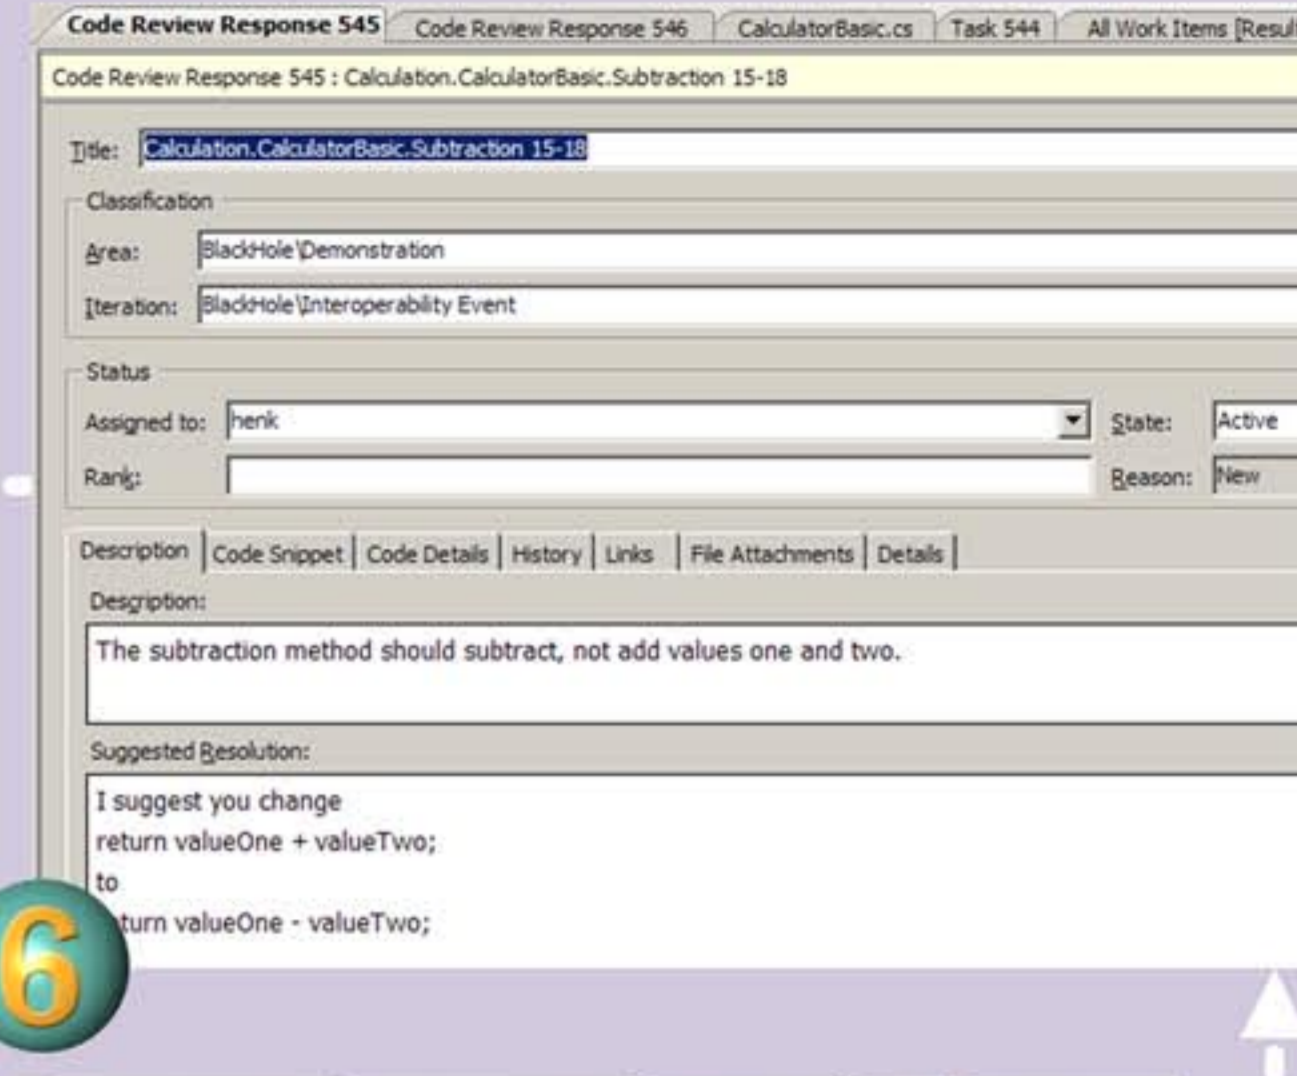 Code Review Response 545 Code Review Response 546 CalculatorBasic.cs Task 544 All Work Items [Resul
Code Review Response 545 : Calculation.CalculatorBasic.Subtraction 15-18
Title: Calculation.CalculatorBasic.Subtraction 15-18
Classification
Area: BlackHole\Demonstration
Iteration: BlackHole\Interoperability Event
Status
Assigned to: henk State: Active
Rank: Reason: New
Description Code Snippet Code Details History Links File Attachments Details
Description:
The subtraction method should subtract, not add values one and two.
Suggested Resolution:
I suggest you change
return valueOne + valueTwo;
to
turn valueOne - valueTwo;
6